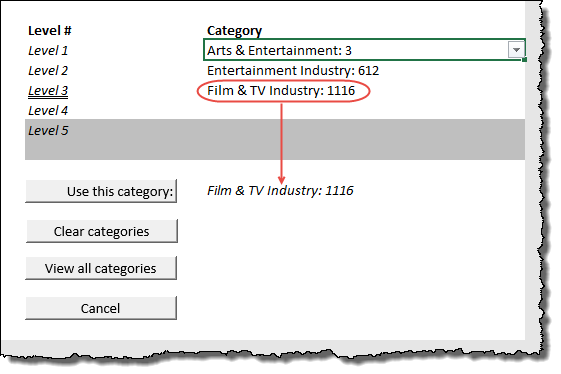 Level # Category
Level 1 Arts & Entertainment: 3
Level 2 Entertainment Industry: 612
Level 3 Film & TV Industry: 1116
Level 4
Level 5
Use this category: Film & TV Industry: 1116
Clear categories
View all categories
Cancel